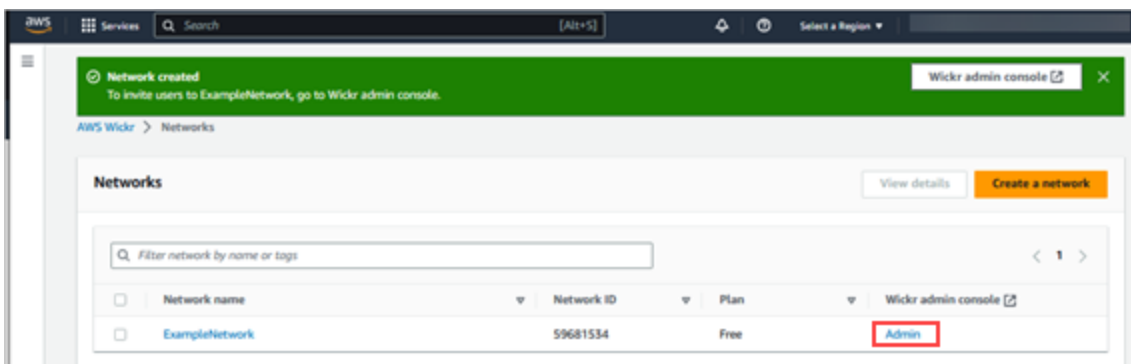 aws Services Search [Alt+S] Select a Region
Network created
To invite users to ExampleNetwork, go to Wickr admin console.
Wickr admin console
AWS Wickr > Networks
Networks
View details
Create a network
Filter network by name or tags
< 1 >
Network name Network ID Plan Wickr admin console
ExampleNetwork 59681534 Free Admin